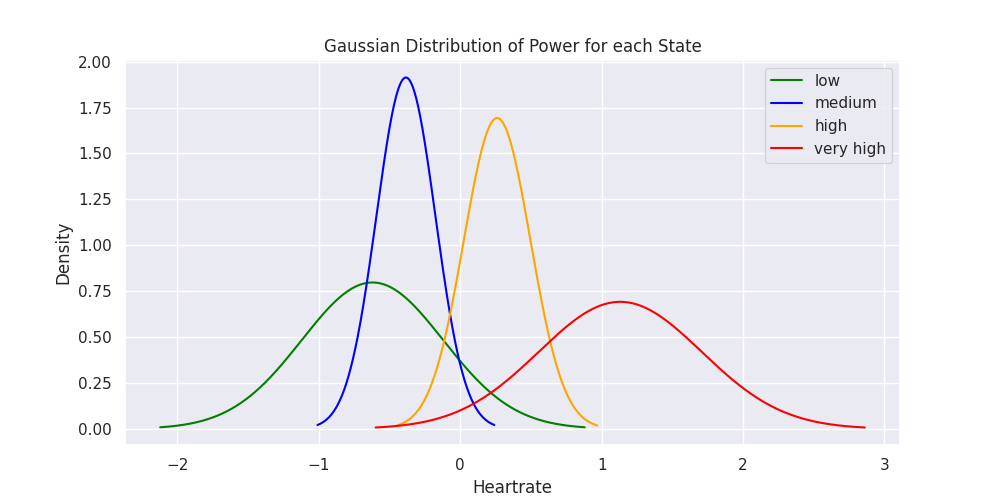 Gaussian Distribution of Power for each State
2.00
1.75
1.50
1.25
1.00
0.75
0.50
0.25
0.00
Density
low
medium
high
very high
−2
−1
0
1
2
3
Heartrate